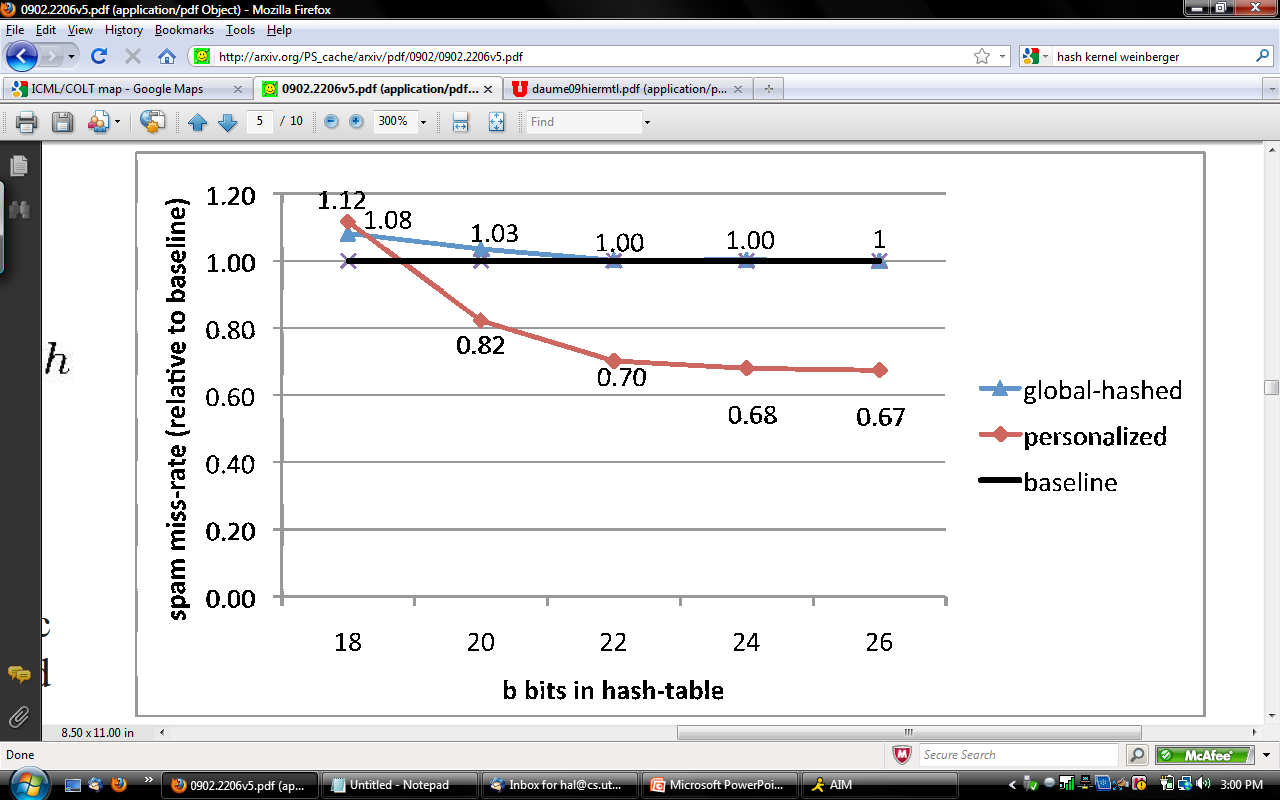 0902.2206v5.pdf (application/pdf Object) - Mozilla Firefox
File Edit View History Bookmarks Tools Help
http://arxiv.org/PS_cache/arxiv/pdf/0902/0902.2206v5.pdf
hash kernel weinberger
ICML/COLT map - Google Maps
0902.2206v5.pdf (application/pdf...
daume09hiermtl.pdf (application/p...
5 / 10 300% Find
1.20
1.00
0.80
0.60
0.40
0.20
0.00
spam miss-rate (relative to baseline)
1.12
1.08
1.03
1.00
1.00
1
0.82
0.70
0.68
0.67
18 20 22 24 26
b bits in hash-table
global-hashed
personalized
baseline
h
c
d
8.50 x 11.00 in
Done
Secure Search
McAfee
0902.2206v5.pdf (ap...
Untitled - Notepad
Inbox for hal@cs.ut...
Microsoft PowerPoi...
AIM
3:00 PM